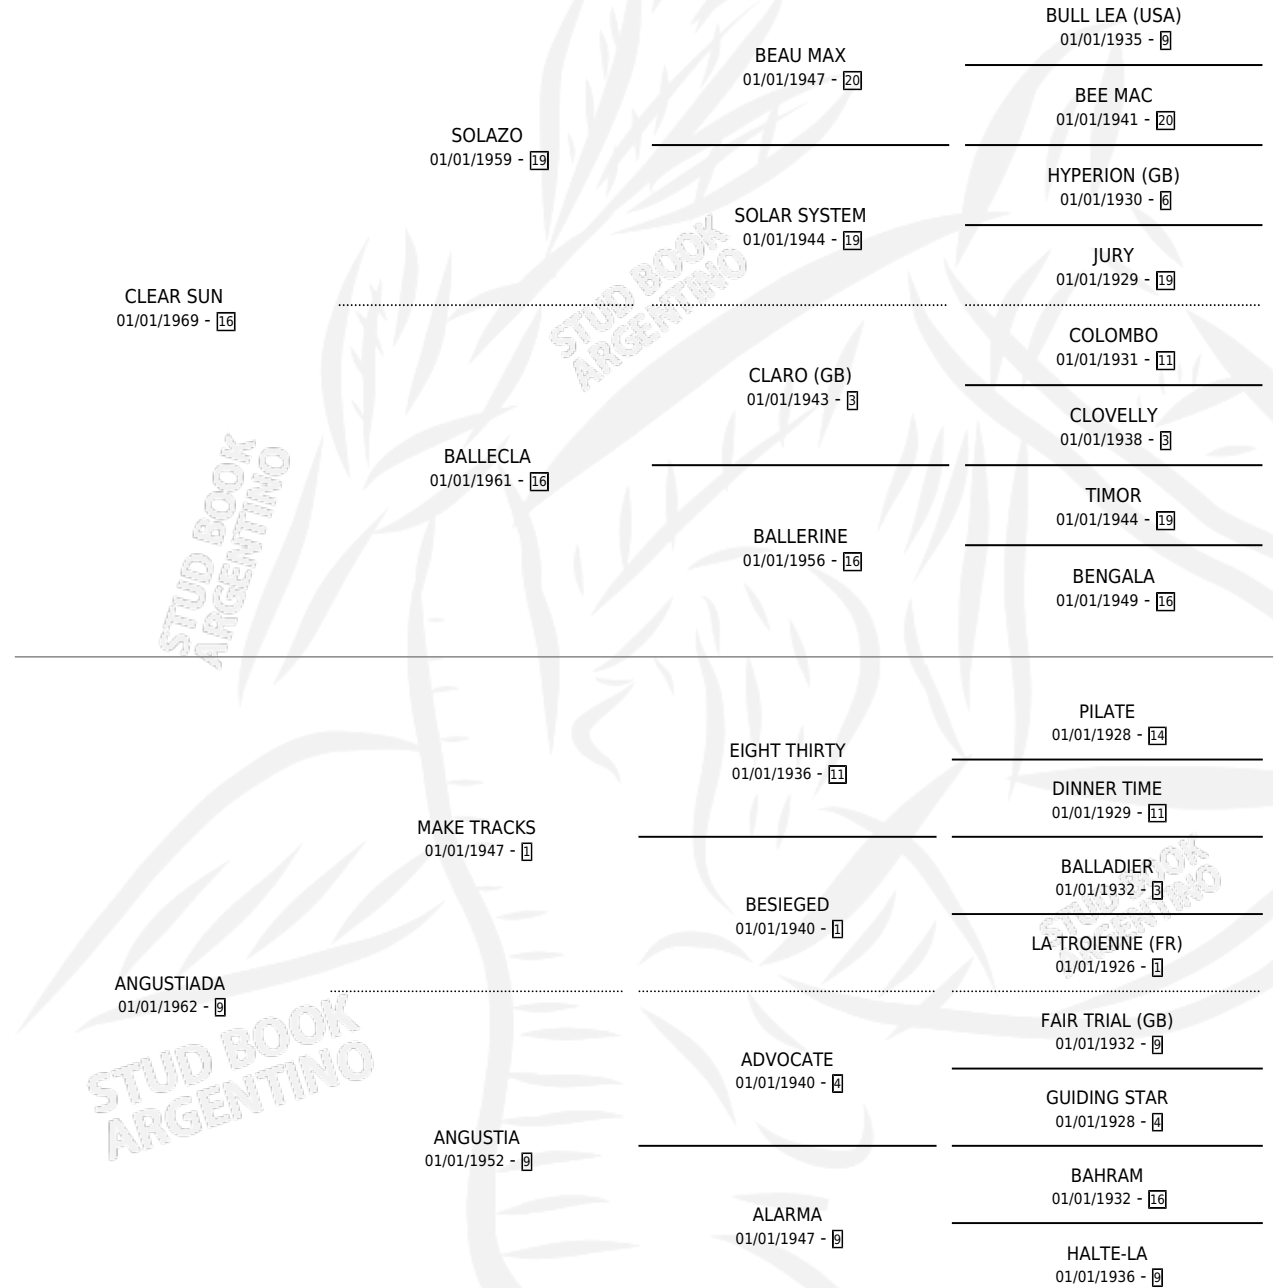 BULL LEA (USA)
01/01/1935 - 9
BEAU MAX
01/01/1947 - 20
BEE MAC
01/01/1941 - 20
SOLAZO
01/01/1959 - 19
HYPERION (GB)
01/01/1930 - 6
SOLAR SYSTEM
01/01/1944 - 19
JURY
01/01/1929 - 19
CLEAR SUN
01/01/1969 - 16
COLOMBO
01/01/1931 - 11
CLARO (GB)
01/01/1943 - 3
CLOVELLY
01/01/1938 - 3
BALLECLA
01/01/1961 - 16
TIMOR
01/01/1944 - 19
BALLERINE
01/01/1956 - 16
BENGALA
01/01/1949 - 16
PILATE
01/01/1928 - 14
EIGHT THIRTY
01/01/1936 - 11
DINNER TIME
01/01/1929 - 11
MAKE TRACKS
01/01/1947 - 1
BALLADIER
01/01/1932 - 3
BESIEGED
01/01/1940 - 1
LA TROIENNE (FR)
01/01/1926 - 1
ANGUSTIADA
01/01/1962 - 9
FAIR TRIAL (GB)
01/01/1932 - 9
ADVOCATE
01/01/1940 - 4
GUIDING STAR
01/01/1928 - 4
ANGUSTIA
01/01/1952 - 9
BAHRAM
01/01/1932 - 16
ALARMA
01/01/1947 - 9
HALTE-LA
01/01/1936 - 9
STUD BOOK
ARGENTINO
STUD BOOK
ARGENTINO
STUD BOOK
ARGENTINO
STUD BOOK
ARGENTINO